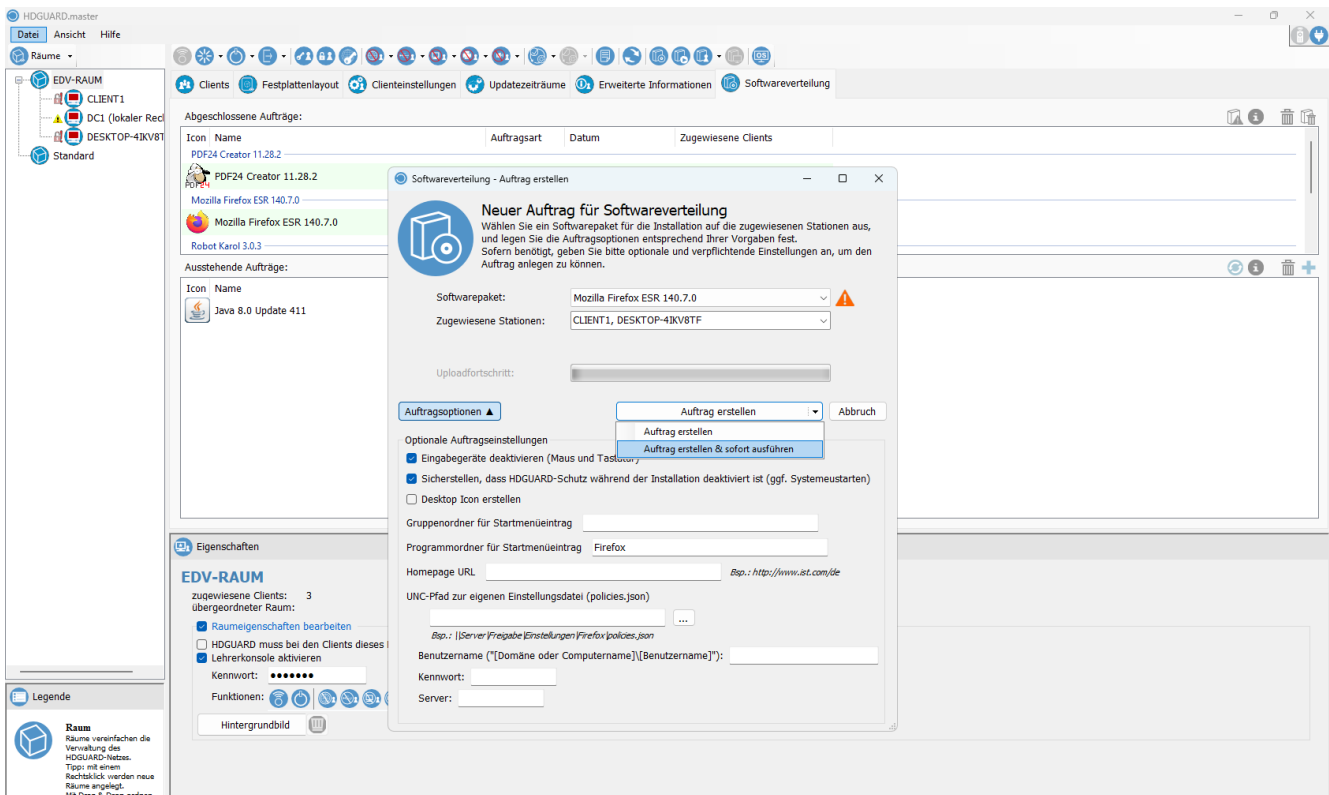 HDGUARD.master
Datei Ansicht Hilfe
Räume
EDV-RAUM
CLIENT1
DC1 (lokaler Recl
DESKTOP-4IKV8T
Standard
Clients Festplattenlayout Clienteinstellungen Updatezeiträume Erweiterte Informationen Softwareverteilung
Abgeschlossene Aufträge:
Icon Name Auftragsart Datum Zugewiesene Clients
PDF24 Creator 11.28.2
PDF24 Creator 11.28.2
Mozilla Firefox ESR 140.7.0
Mozilla Firefox ESR 140.7.0
Robot Karol 3.0.3
Ausstehende Aufträge:
Icon Name
Java 8.0 Update 411
Softwareverteilung - Auftrag erstellen
Neuer Auftrag für Softwareverteilung
Wählen Sie ein Softwarepaket für die Installation auf die zugewiesenen Stationen aus,
und legen Sie die Auftragsoptionen entsprechend Ihrer Vorgaben fest.
Sofern benötigt, geben Sie bitte optionale und verpflichtende Einstellungen an, um den
Auftrag anlegen zu können.
Softwarepaket: Mozilla Firefox ESR 140.7.0
Zugewiesene Stationen: CLIENT1, DESKTOP-4IKV8TF
Uploadfortschritt:
Auftragsoptionen ▲ Auftrag erstellen Abbruch
Auftrag erstellen
Auftrag erstellen & sofort ausführen
Optionale Auftragseinstellungen
Eingabegeräte deaktivieren (Maus und Tastatur)
Sicherstellen, dass HDGUARD-Schutz während der Installation deaktiviert ist (ggf. Systemeustarten)
Desktop Icon erstellen
Gruppenordner für Startmenüeintrag
Programmordner für Startmenüeintrag Firefox
Homepage URL Bsp.: http://www.ist.com/de
UNC-Pfad zur eigenen Einstellungsdatei (policies.json)
...
Bsp.: \\Server\Freigabe\Einstellungen\Firefox\policies.json
Benutzername ("[Domäne oder Computername]\[Benutzername]"):
Kennwort:
Server:
Eigenschaften
EDV-RAUM
zugewiesene Clients: 3
übergeordneter Raum:
Raumeigenschaften bearbeiten
HDGUARD muss bei den Clients dieses
Lehrerkonsole aktivieren
Kennwort: •••••••
Funktionen:
Hintergrundbild
Legende
Raum
Räume vereinfachen die
Verwaltung des
HDGUARD-Netzes.
Tipp: mit einem
Rechtsklick werden neue
Räume angelegt.